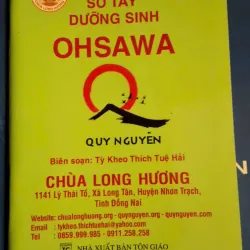 SỔ TAY
DƯỠNG SINH
OHSAWA
QUY NGUYÊN
Biên soạn: Tỳ Kheo Thích Tuệ Hải
CHÙA LONG HƯƠNG
1141 Lý Thái Tổ, Xã Long Tân, Huyện Nhơn Trạch,
Tỉnh Đồng Nai
Website: chualonghuong.org - quynguyen.org - quynguyen.com
Email : tykheo.thichtuehai@yahoo.com
Tel : 0859.999.985 - 0911.258.258
NHÀ XUẤT BẢN TÔN GIÁO